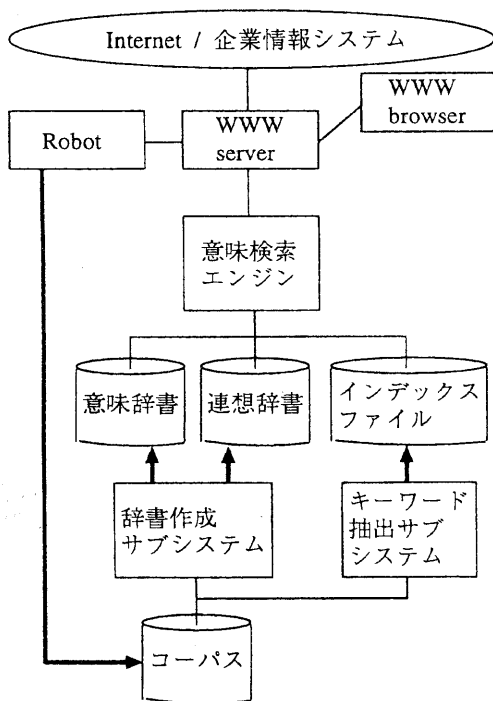 Internet / 企業情報システム
WWW
browser
Robot
WWW
server
意味検索
エンジン
意味辞書
連想辞書
インデックス
ファイル
辞書作成
サブシステム
キーワード
抽出サブ
システム
コーパス